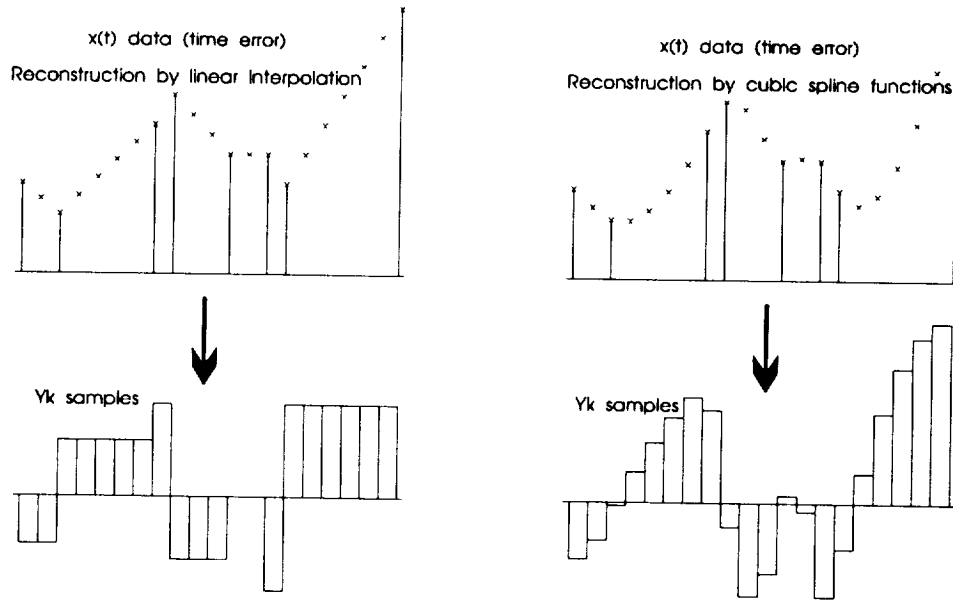 x(t) data (time error)
Reconstruction by linear interpolation
Yk samples
x(t) data (time error)
Reconstruction by cubic spline functions
Yk samples